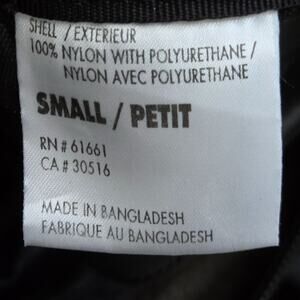 SHELL / EXTERIEUR
100% NYLON WITH POLYURETHANE /
NYLON AVEC POLYURETHANE
SMALL / PETIT
RN # 61661
CA # 30516
MADE IN BANGLADESH
FABRIQUE AU BANGLADESH